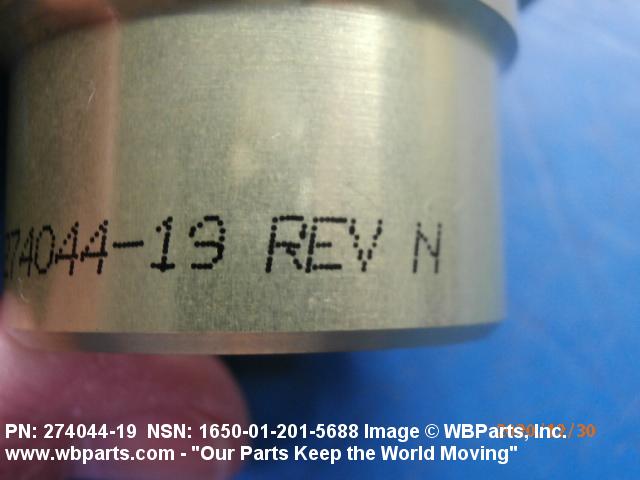 274044-19 REV N
PN: 274044-19 NSN: 1650-01-201-5688 Image © WBParts, Inc.
www.wbparts.com - "Our Parts Keep the World Moving"